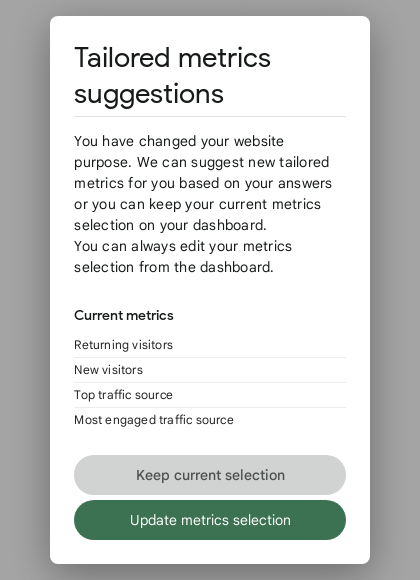 Tailored metrics
suggestions
You have changed your website
purpose. We can suggest new tailored
metrics for you based on your answers
or you can keep your current metrics
selection on your dashboard.
You can always edit your metrics
selection from the dashboard.
Current metrics
Returning visitors
New visitors
Top traffic source
Most engaged traffic source
Keep current selection
Update metrics selection